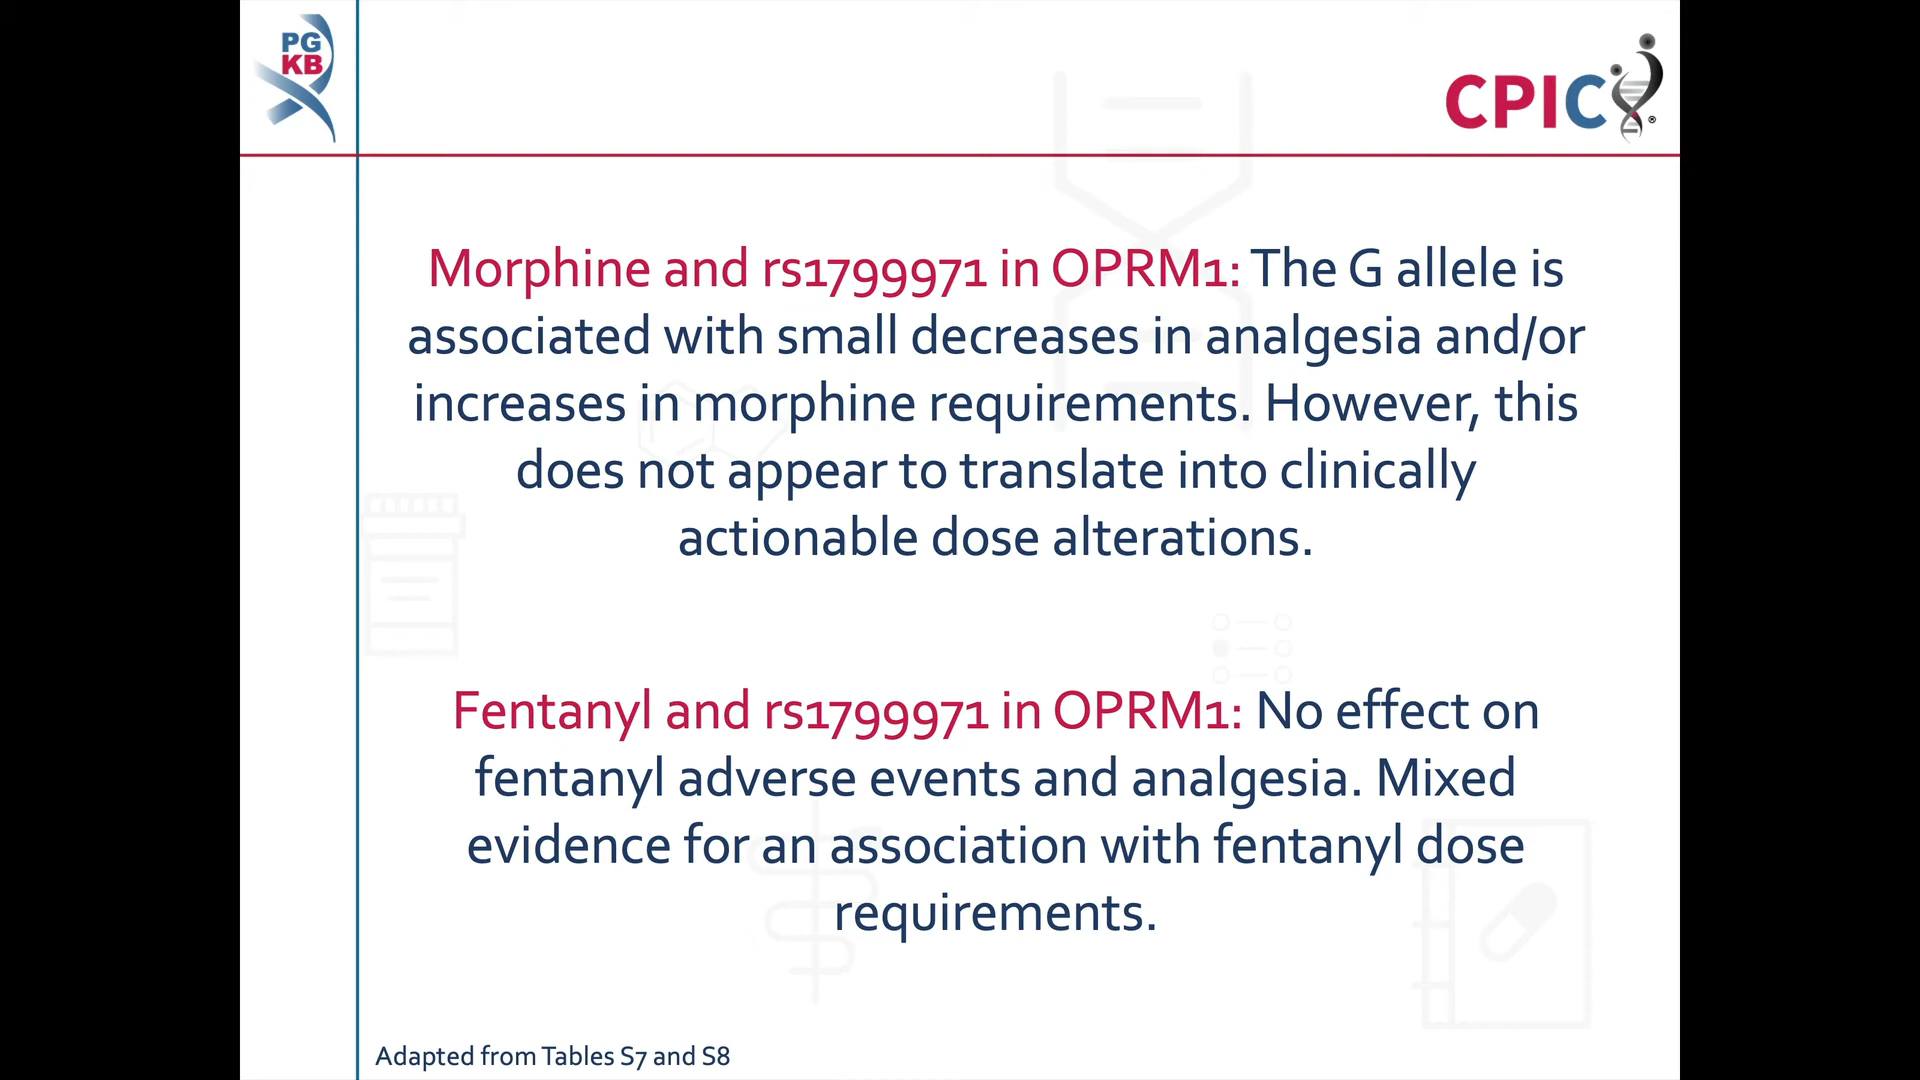 PG
KB
CPIC®
Morphine and rs1799971 in OPRM1: The G allele is
associated with small decreases in analgesia and/or
increases in morphine requirements. However, this
does not appear to translate into clinically
actionable dose alterations.
Fentanyl and rs1799971 in OPRM1: No effect on
fentanyl adverse events and analgesia. Mixed
evidence for an association with fentanyl dose
requirements.
Adapted from Tables S7 and S8